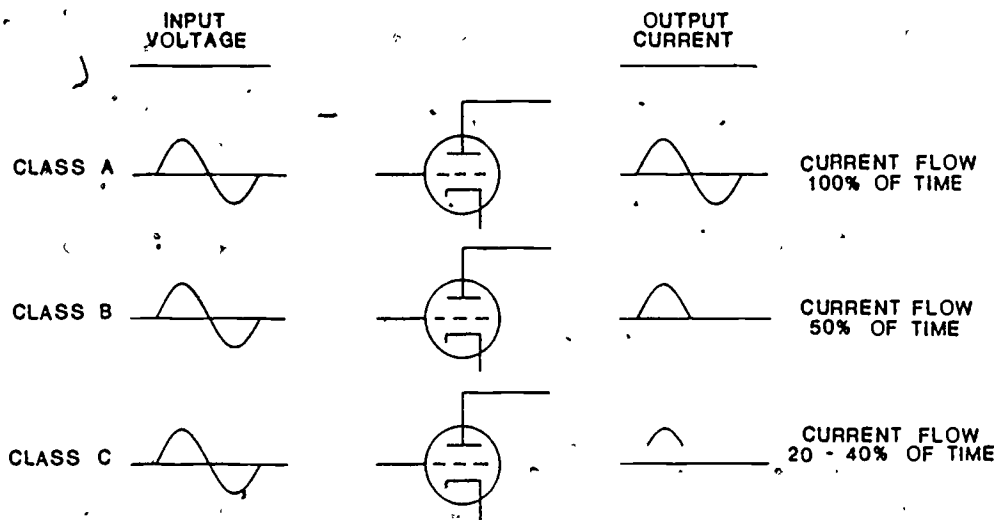 INPUT
VOLTAGE
OUTPUT
CURRENT
CLASS A
CURRENT FLOW
100% OF TIME
CLASS B
CURRENT FLOW
50% OF TIME
CLASS C
CURRENT FLOW
20 - 40% OF TIME